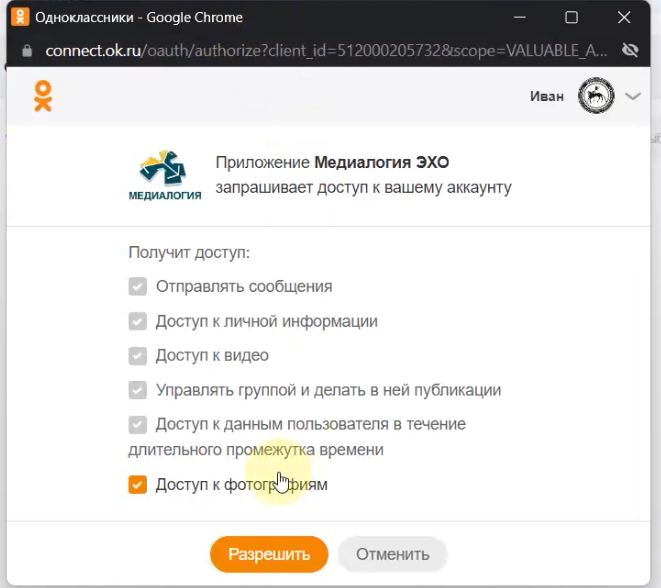 Одноклассники - Google Chrome
connect.ok.ru/oauth/authorize?client_id=512000205732&scope=VALUABLE_A...
Иван
МЕДИАЛОГИЯ
Приложение Медиалогия ЭХО
запрашивает доступ к вашему аккаунту
Получит доступ:
Отправлять сообщения
Доступ к личной информации
Доступ к видео
Управлять группой и делать в ней публикации
Доступ к данным пользователя в течение
длительного промежутка времени
Доступ к фотографиям
Разрешить
Отменить